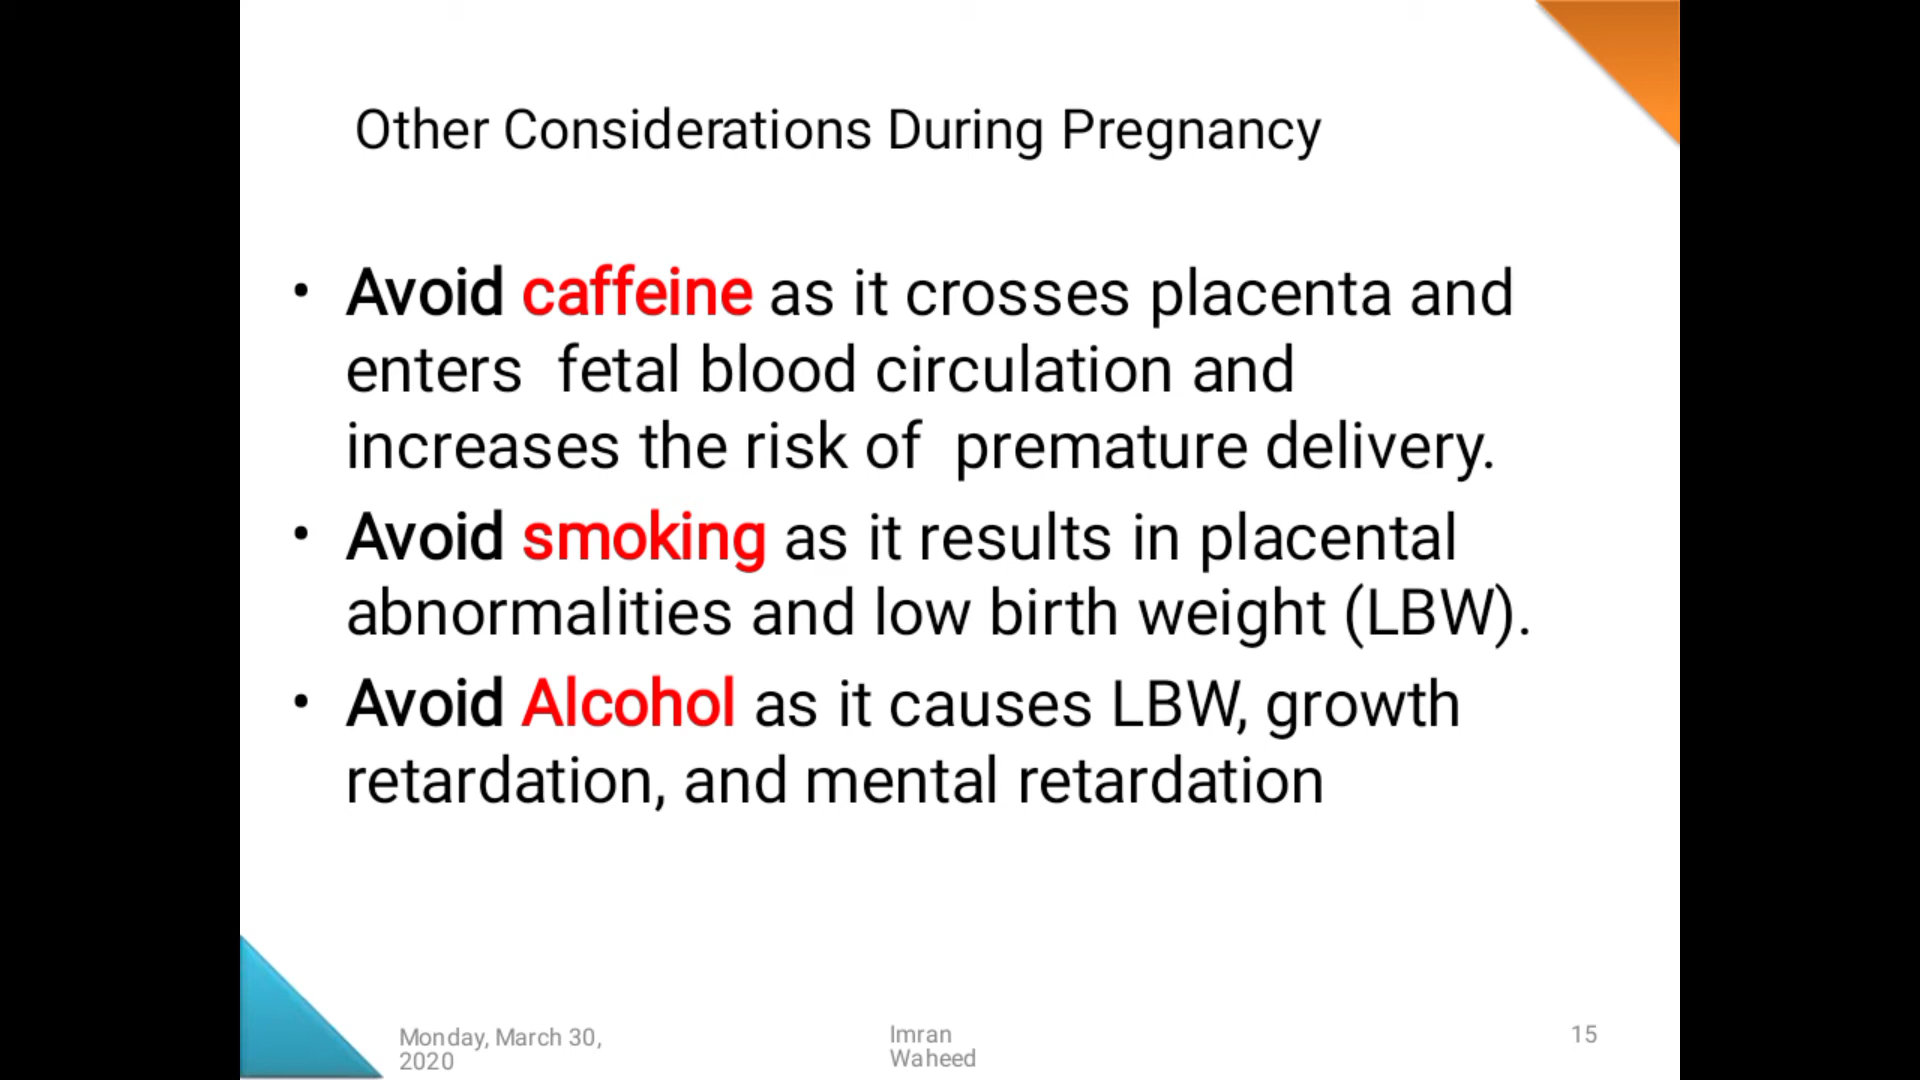 Other Considerations During Pregnancy
• Avoid caffeine as it crosses placenta and
enters  fetal blood circulation and
increases the risk of  premature delivery.
• Avoid smoking as it results in placental
abnormalities and low birth weight (LBW).
• Avoid Alcohol as it causes LBW, growth
retardation, and mental retardation
Monday, March 30,
2020
Imran
Waheed
15